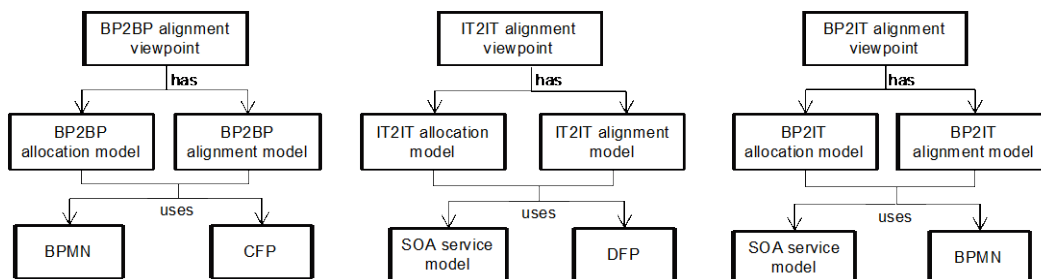 BP2BP alignment
viewpoint
has
BP2BP
allocation model
BP2BP
alignment model
uses
BPMN
CFP
IT2IT alignment
viewpoint
has
IT2IT allocation
model
IT2IT alignment
model
uses
SOA service
model
DFP
BP2IT alignment
viewpoint
has
BP2IT
allocation model
BP2IT
alignment model
uses
SOA service
model
BPMN